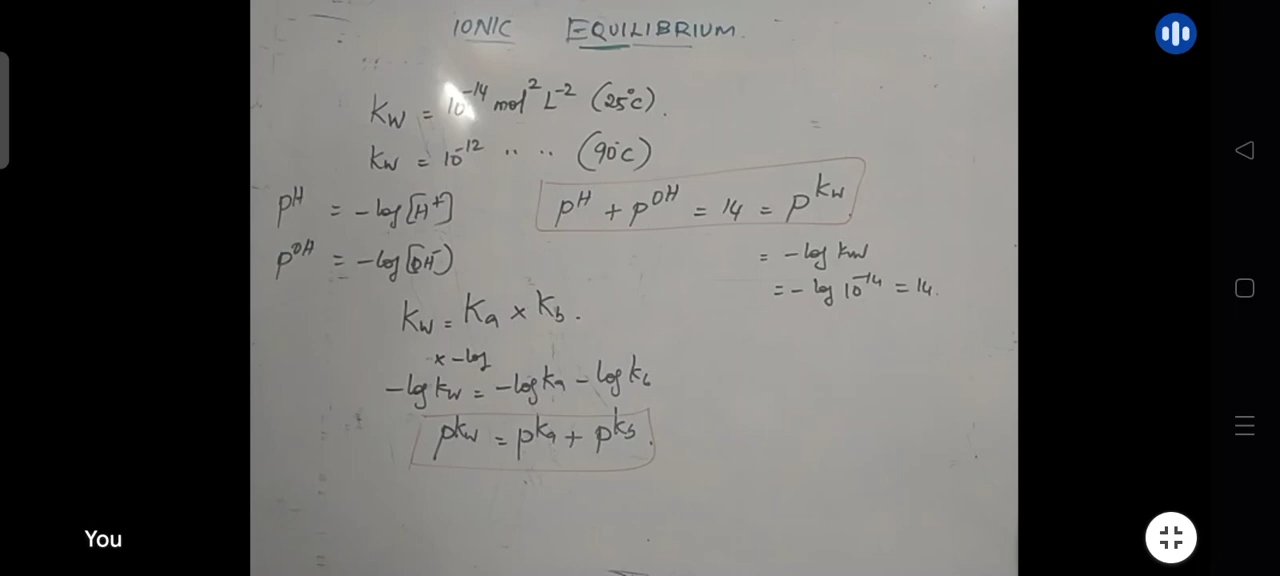 IONIC EQUILIBRIUM.
Kw = 10⁻¹⁴ mol² L⁻² (25°C).
Kw = 10⁻¹² ,, ,, (90°C)
pH = -log[H⁺]
pH + pOH = 14 = pKw
pOH = -log[OH⁻)
= -log Kw
= -log 10⁻¹⁴ = 14.
Kw = Ka × Kb.
× -log
-log Kw = -log Ka - log Kb
pKw = pKa + pKb.
You